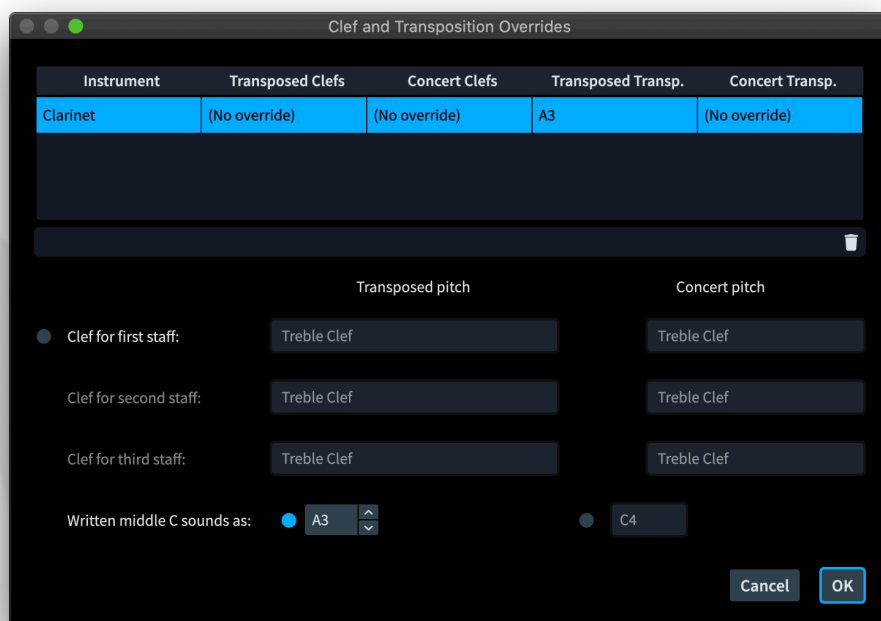 Clef and Transposition Overrides
Instrument Transposed Clefs Concert Clefs Transposed Transp. Concert Transp.
Clarinet (No override) (No override) A3 (No override)
Transposed pitch Concert pitch
Clef for first staff: Treble Clef Treble Clef
Clef for second staff: Treble Clef Treble Clef
Clef for third staff: Treble Clef Treble Clef
Written middle C sounds as: A3 C4
Cancel OK